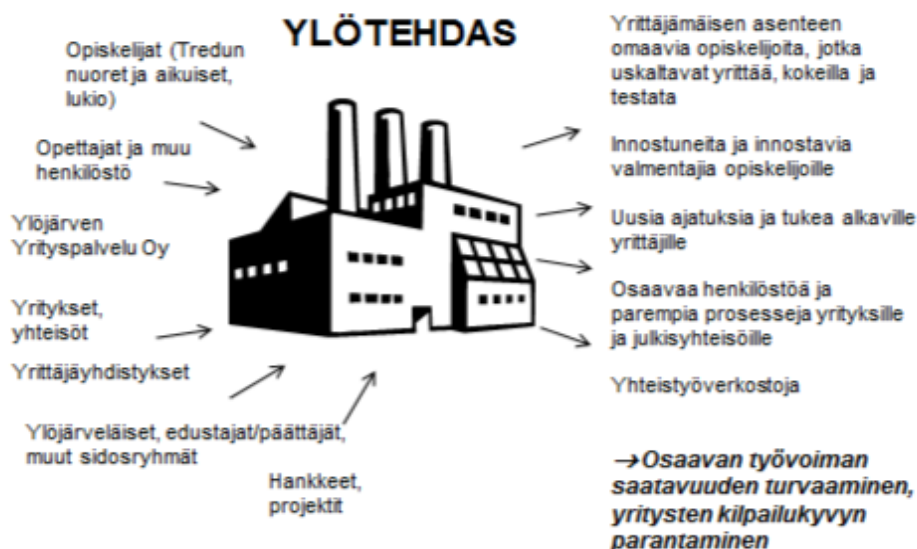 YLÖTEHDAS
Opiskelijat (Tredun
nuoret ja aikuiset,
lukio)
Opettajat ja muu
henkilöstö
Ylöjärven
Yrityspalvelu Oy
Yritykset,
yhteisöt
Yrittäjäyhdistykset
Ylöjärveläiset, edustajat/päättäjät,
muut sidosryhmät
Hankkeet,
projektit
Yrittäjämäisen asenteen
omaavia opiskelijoita, jotka
uskaltavat yrittää, kokeilla ja
testata
Innostuneita ja innostavia
valmentajia opiskelijoille
Uusia ajatuksia ja tukea alkaville
yrittäjille
Osaavaa henkilöstöä ja
parempia prosesseja yrityksille
ja julkisyhteisöille
Yhteistyöverkostoja
→Osaavan työvoiman
saatavuuden turvaaminen,
yritysten kilpailukyvyn
parantaminen